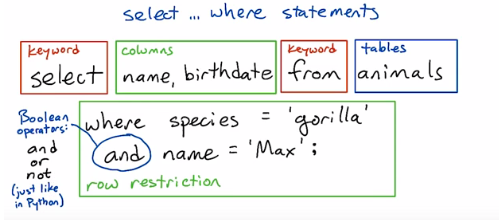 select ... where statements
keyword columns keyword tables
select name, birthdate from animals
Boolean
operators:
and
or
not
(just like
in Python)
where species = 'gorilla'
and name = 'Max';
row restriction